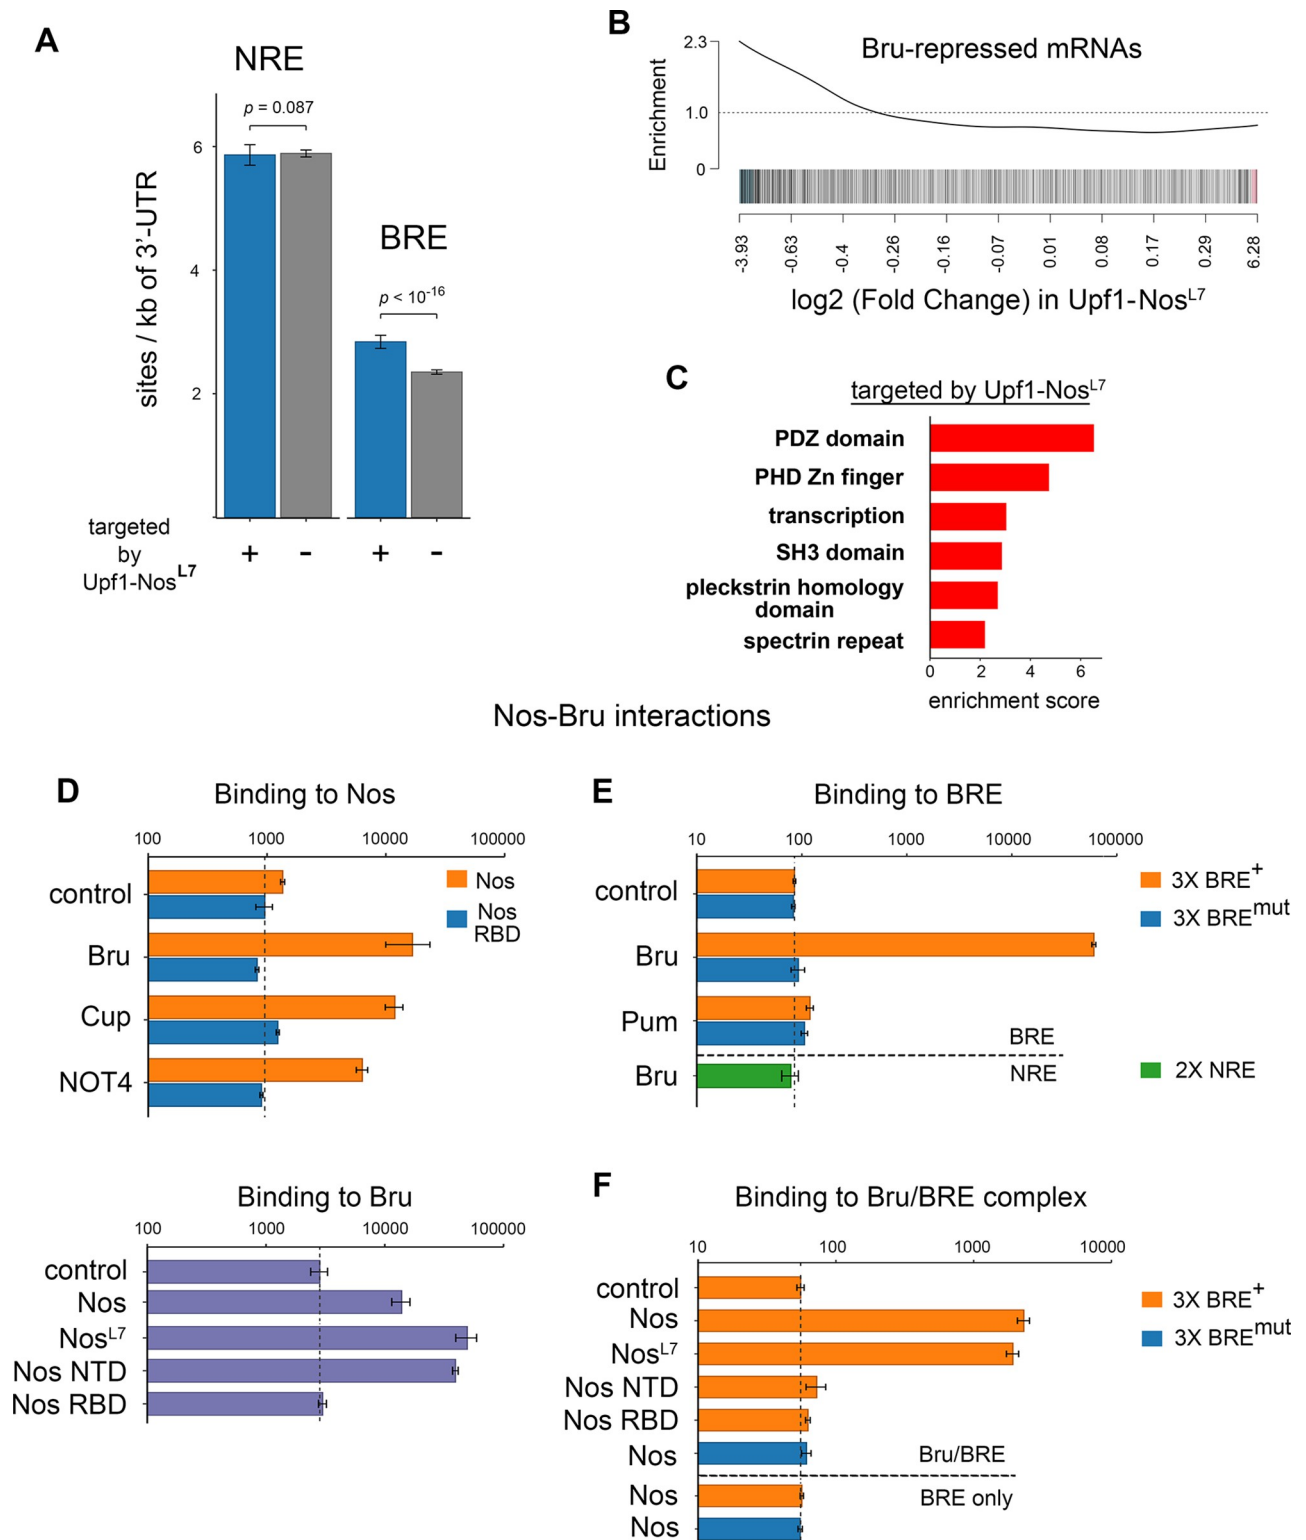 A
NRE
p = 0.087
6
4
2
sites / kb of 3'-UTR
BRE
p < 10-16
targeted
by
Upf1-NosL7
+ - + -
B
Bru-repressed mRNAs
2.3
1.0
0
Enrichment
-3.93 -0.63 -0.4 -0.26 -0.16 -0.07 0.01 0.08 0.17 0.29 6.28
log2 (Fold Change) in Upf1-NosL7
C
targeted by Upf1-NosL7
PDZ domain
PHD Zn finger
transcription
SH3 domain
pleckstrin homology
domain
spectrin repeat
0 2 4 6
enrichment score
Nos-Bru interactions
D
Binding to Nos
100 1000 10000 100000
control
Bru
Cup
NOT4
Nos
Nos
RBD
Binding to Bru
100 1000 10000 100000
control
Nos
NosL7
Nos NTD
Nos RBD
E
Binding to BRE
10 100 1000 10000 100000
control
Bru
Pum
BRE
NRE
Bru
3X BRE+
3X BREmut
2X NRE
F
Binding to Bru/BRE complex
10 100 1000 10000
control
Nos
NosL7
Nos NTD
Nos RBD
Nos
Bru/BRE
BRE only
Nos
Nos
3X BRE+
3X BREmut